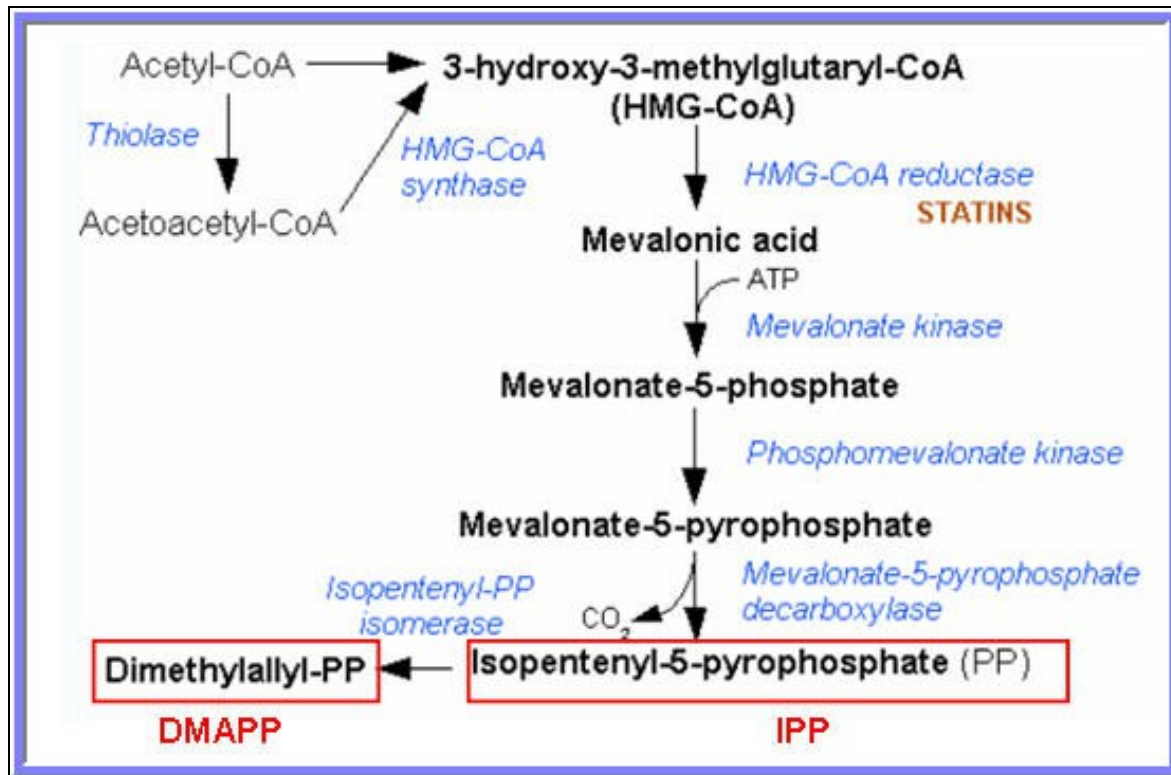 Acetyl-CoA
3-hydroxy-3-methylglutaryl-CoA
(HMG-CoA)
Thiolase
HMG-CoA
synthase
HMG-CoA reductase
STATINS
Acetoacetyl-CoA
Mevalonic acid
ATP
Mevalonate kinase
Mevalonate-5-phosphate
Phosphomevalonate kinase
Mevalonate-5-pyrophosphate
Isopentenyl-PP
isomerase
CO2
Mevalonate-5-pyrophosphate
decarboxylase
Dimethylallyl-PP
Isopentenyl-5-pyrophosphate (PP)
DMAPP
IPP